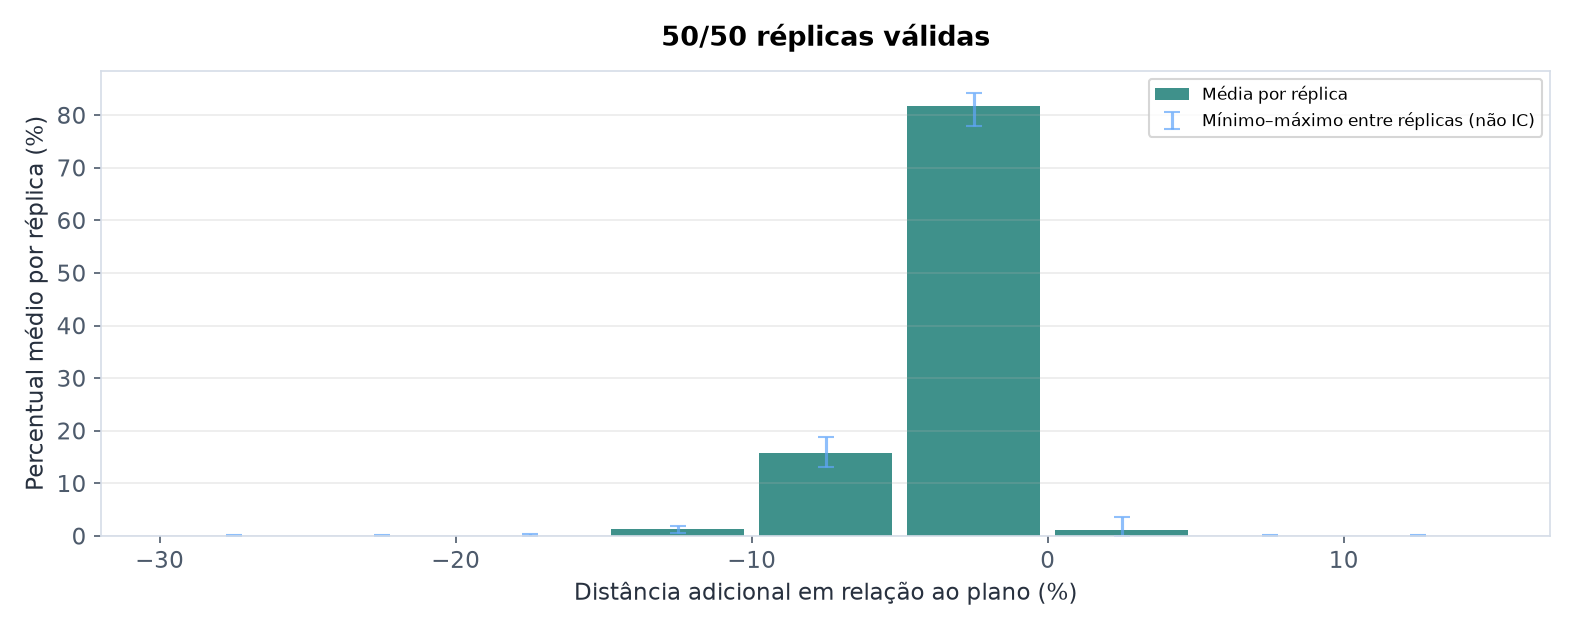 50/50 réplicas válidas
Média por réplica
Mínimo–máximo entre réplicas (não IC)
Percentual médio por réplica (%)
80
70
60
50
40
30
20
10
0
−30
−20
−10
0
10
Distância adicional em relação ao plano (%)